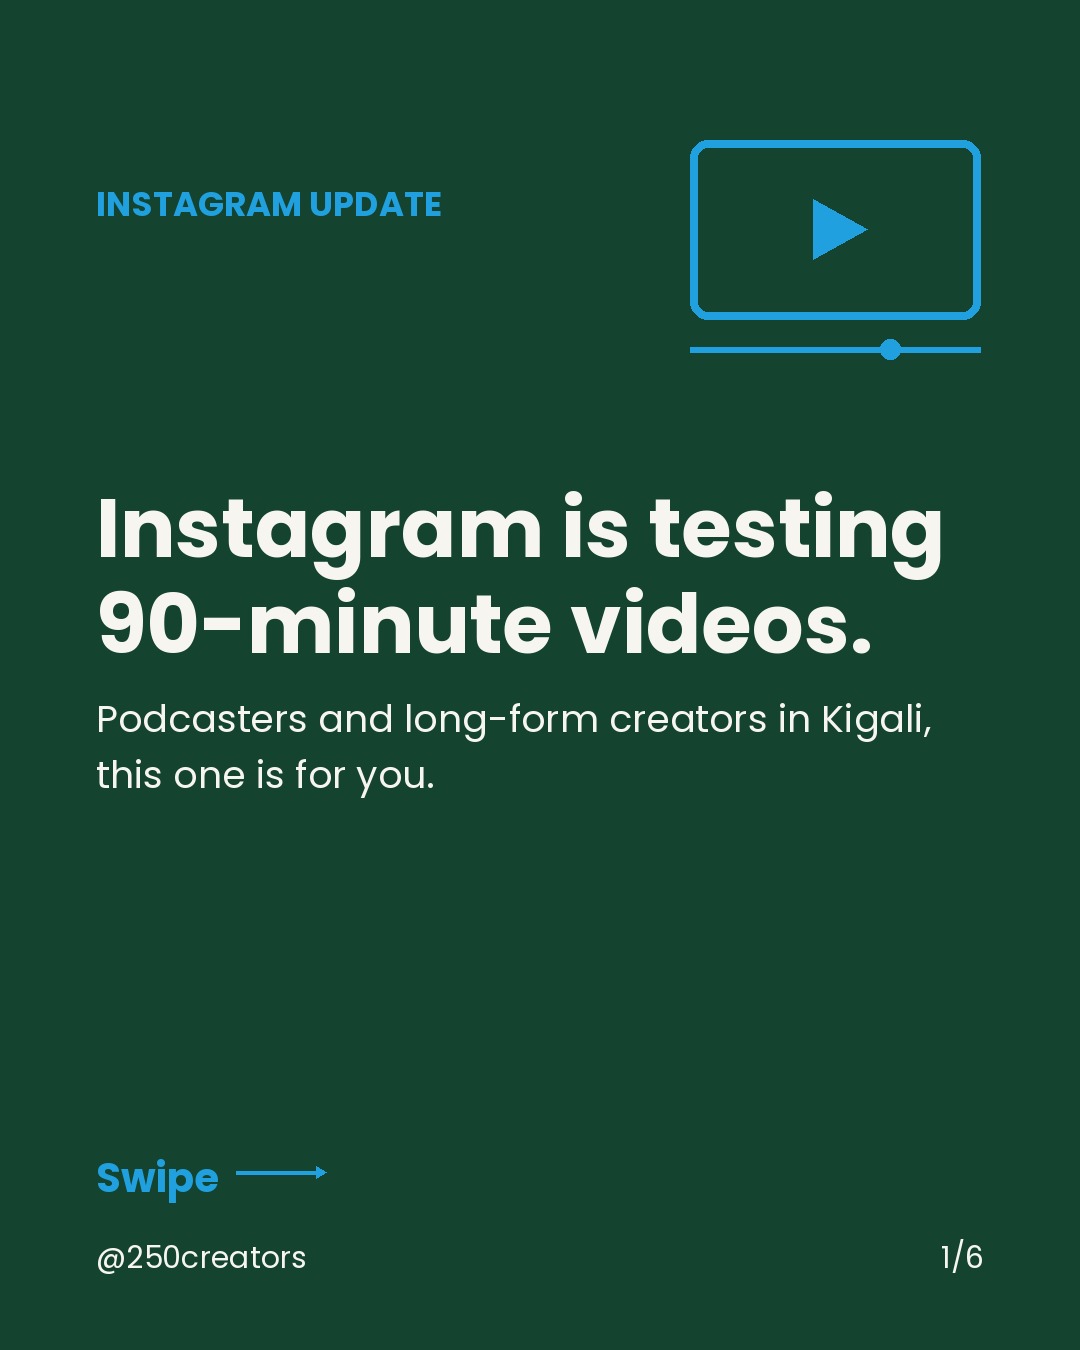 INSTAGRAM UPDATE
Instagram is testing
90-minute videos.
Podcasters and long-form creators in Kigali,
this one is for you.
Swipe
@250creators
1/6